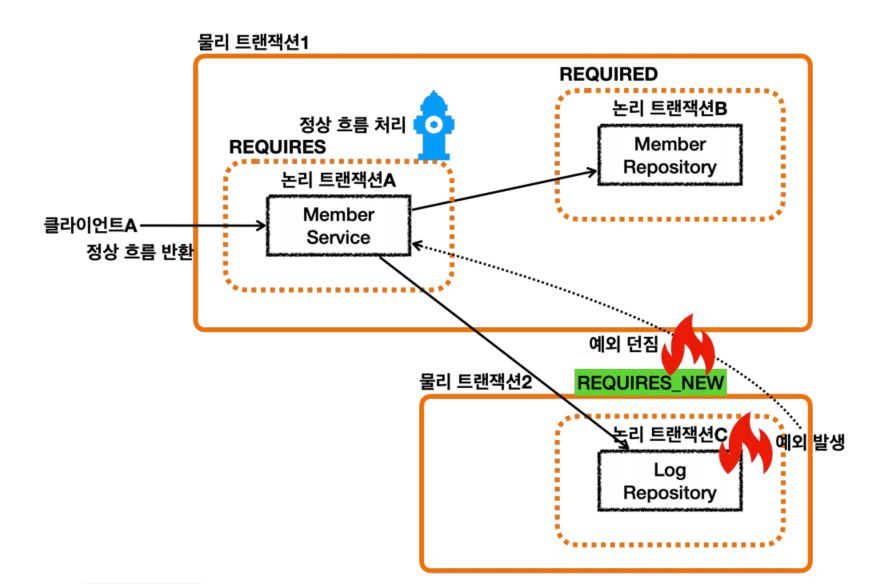 물리 트랜잭션1
REQUIRED
논리 트랜잭션B
정상 흐름 처리
Member
Repository
REQUIRES
논리 트랜잭션A
Member
Service
클라이언트A
정상 흐름 반환
예외 던짐
물리 트랜잭션2
REQUIRES_NEW
논리 트랜잭션C
예외 발생
Log
Repository